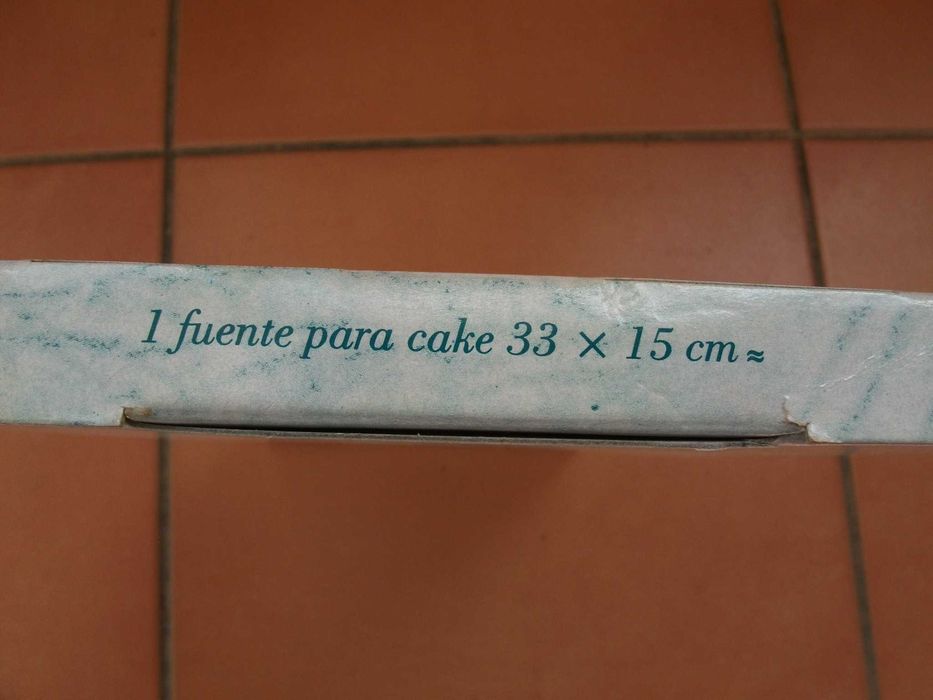 1 fuente para cake 33 × 15 cm ≈